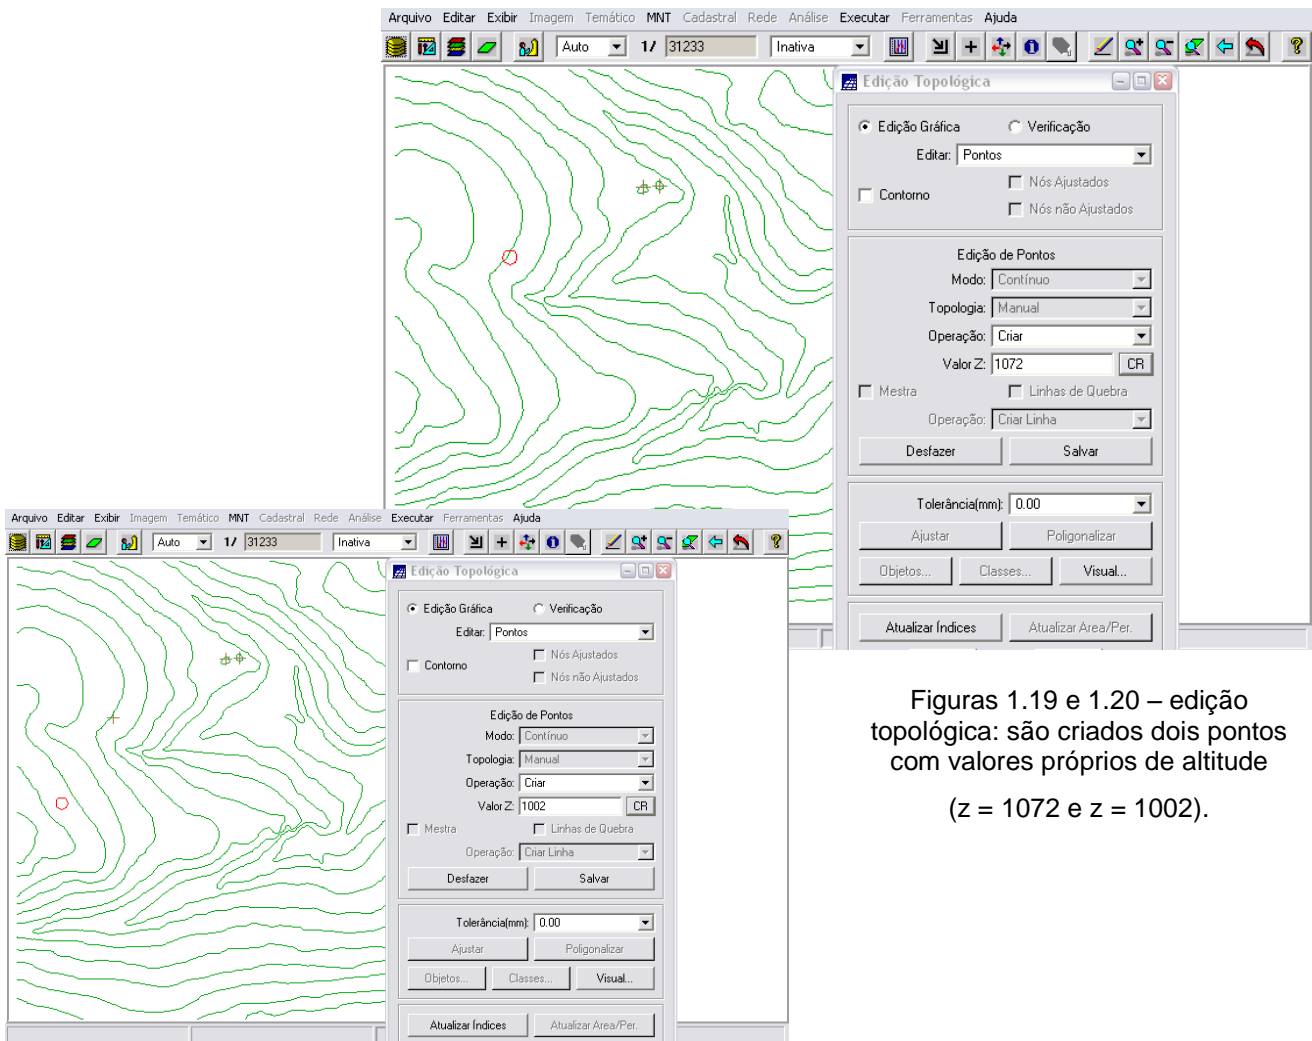 Arquivo Editar Exibir Imagem Temático MNT Cadastral Rede Análise Executar Ferramentas Ajuda
Auto 1/ 31233 Inativa
Edição Topológica
Edição Gráfica Verificação
Editar: Pontos
Contorno
Nós Ajustados
Nós não Ajustados
Edição de Pontos
Modo: Contínuo
Topologia: Manual
Operação: Criar
Valor Z: 1072 CR
Mestra Linhas de Quebra
Operação: Criar Linha
Desfazer Salvar
Tolerância(mm): 0.00
Ajustar Poligonalizar
Objetos... Classes... Visual...
Atualizar Índices Atualizar Area/Per.
Arquivo Editar Exibir Imagem Temático MNT Cadastral Rede Análise Executar Ferramentas Ajuda
Auto 1/ 31233 Inativa
Edição Topológica
Edição Gráfica Verificação
Editar: Pontos
Contorno
Nós Ajustados
Nós não Ajustados
Edição de Pontos
Modo: Contínuo
Topologia: Manual
Operação: Criar
Valor Z: 1002 CR
Mestra Linhas de Quebra
Operação: Criar Linha
Desfazer Salvar
Tolerância(mm): 0.00
Ajustar Poligonalizar
Objetos... Classes... Visual...
Atualizar Índices Atualizar Area/Per.
Figuras 1.19 e 1.20 – edição
topológica: são criados dois pontos
com valores próprios de altitude
(z = 1072 e z = 1002).